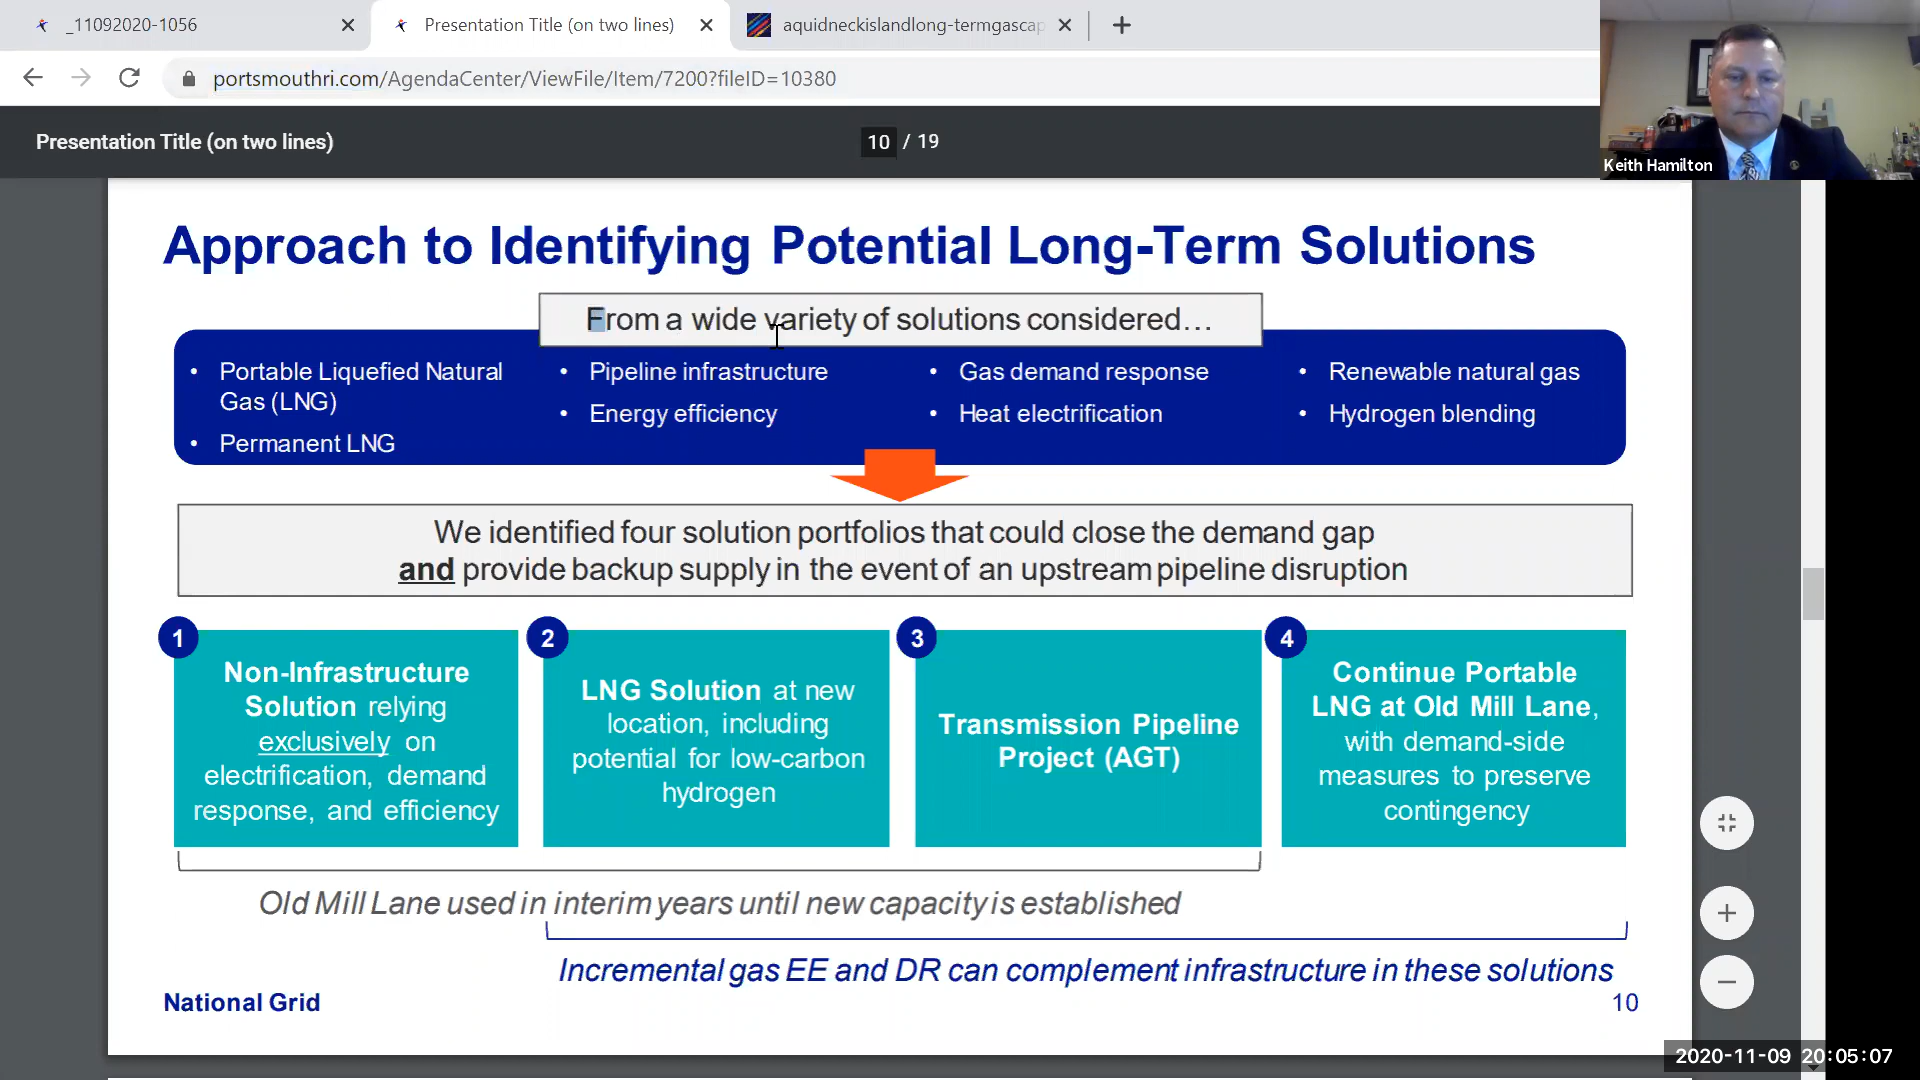 _11092020-1056
Presentation Title (on two lines)
aquidneckislandlong-termgascap
portsmouthri.com/AgendaCenter/ViewFile/Item/7200?fileID=10380
Presentation Title (on two lines)
10 / 19
Keith Hamilton
Approach to Identifying Potential Long-Term Solutions
From a wide variety of solutions considered…
• Portable Liquefied Natural
Gas (LNG)
• Permanent LNG
• Pipeline infrastructure
• Energy efficiency
• Gas demand response
• Heat electrification
• Renewable natural gas
• Hydrogen blending
We identified four solution portfolios that could close the demand gap
and provide backup supply in the event of an upstream pipeline disruption
1
Non-Infrastructure
Solution relying
exclusively on
electrification, demand
response, and efficiency
2
LNG Solution at new
location, including
potential for low-carbon
hydrogen
3
Transmission Pipeline
Project (AGT)
4
Continue Portable
LNG at Old Mill Lane,
with demand-side
measures to preserve
contingency
Old Mill Lane used in interim years until new capacity is established
Incremental gas EE and DR can complement infrastructure in these solutions
National Grid
10
2020-11-09 20:05:07